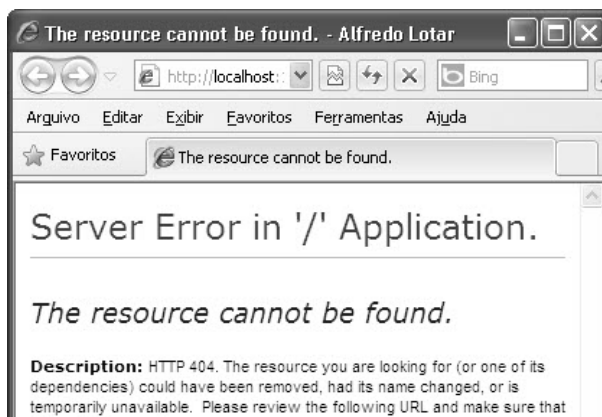 The resource cannot be found. - Alfredo Lotar
http://localhost:
Bing
Arquivo Editar Exibir Favoritos Ferramentas Ajuda
Favoritos
The resource cannot be found.
Server Error in '/' Application.
The resource cannot be found.
Description: HTTP 404. The resource you are looking for (or one of its
dependencies) could have been removed, had its name changed, or is
temporarily unavailable. Please review the following URL and make sure that